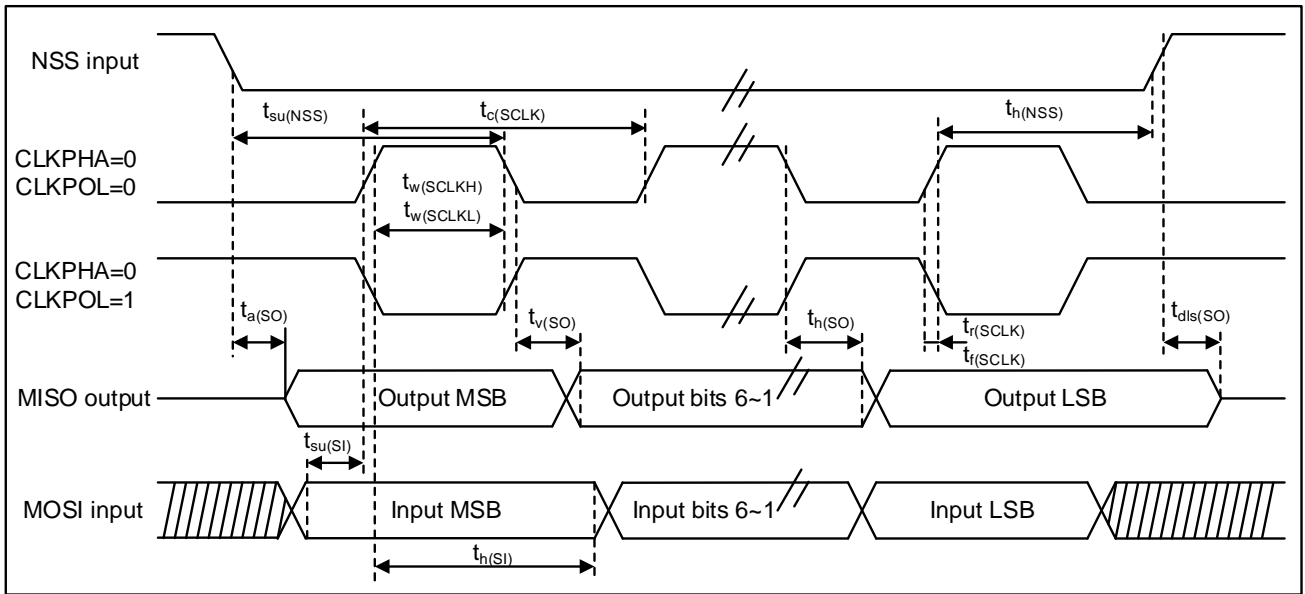 NSS input
tsu(NSS)
tc(SCLK)
th(NSS)
CLKPHA=0
CLKPOL=0
tw(SCLKH)
tw(SCLKL)
CLKPHA=0
CLKPOL=1
ta(SO)
tv(SO)
th(SO)
tr(SCLK)
tf(SCLK)
tdls(SO)
MISO output
Output MSB
Output bits 6~1
Output LSB
tsu(SI)
MOSI input
Input MSB
Input bits 6~1
Input LSB
th(SI)